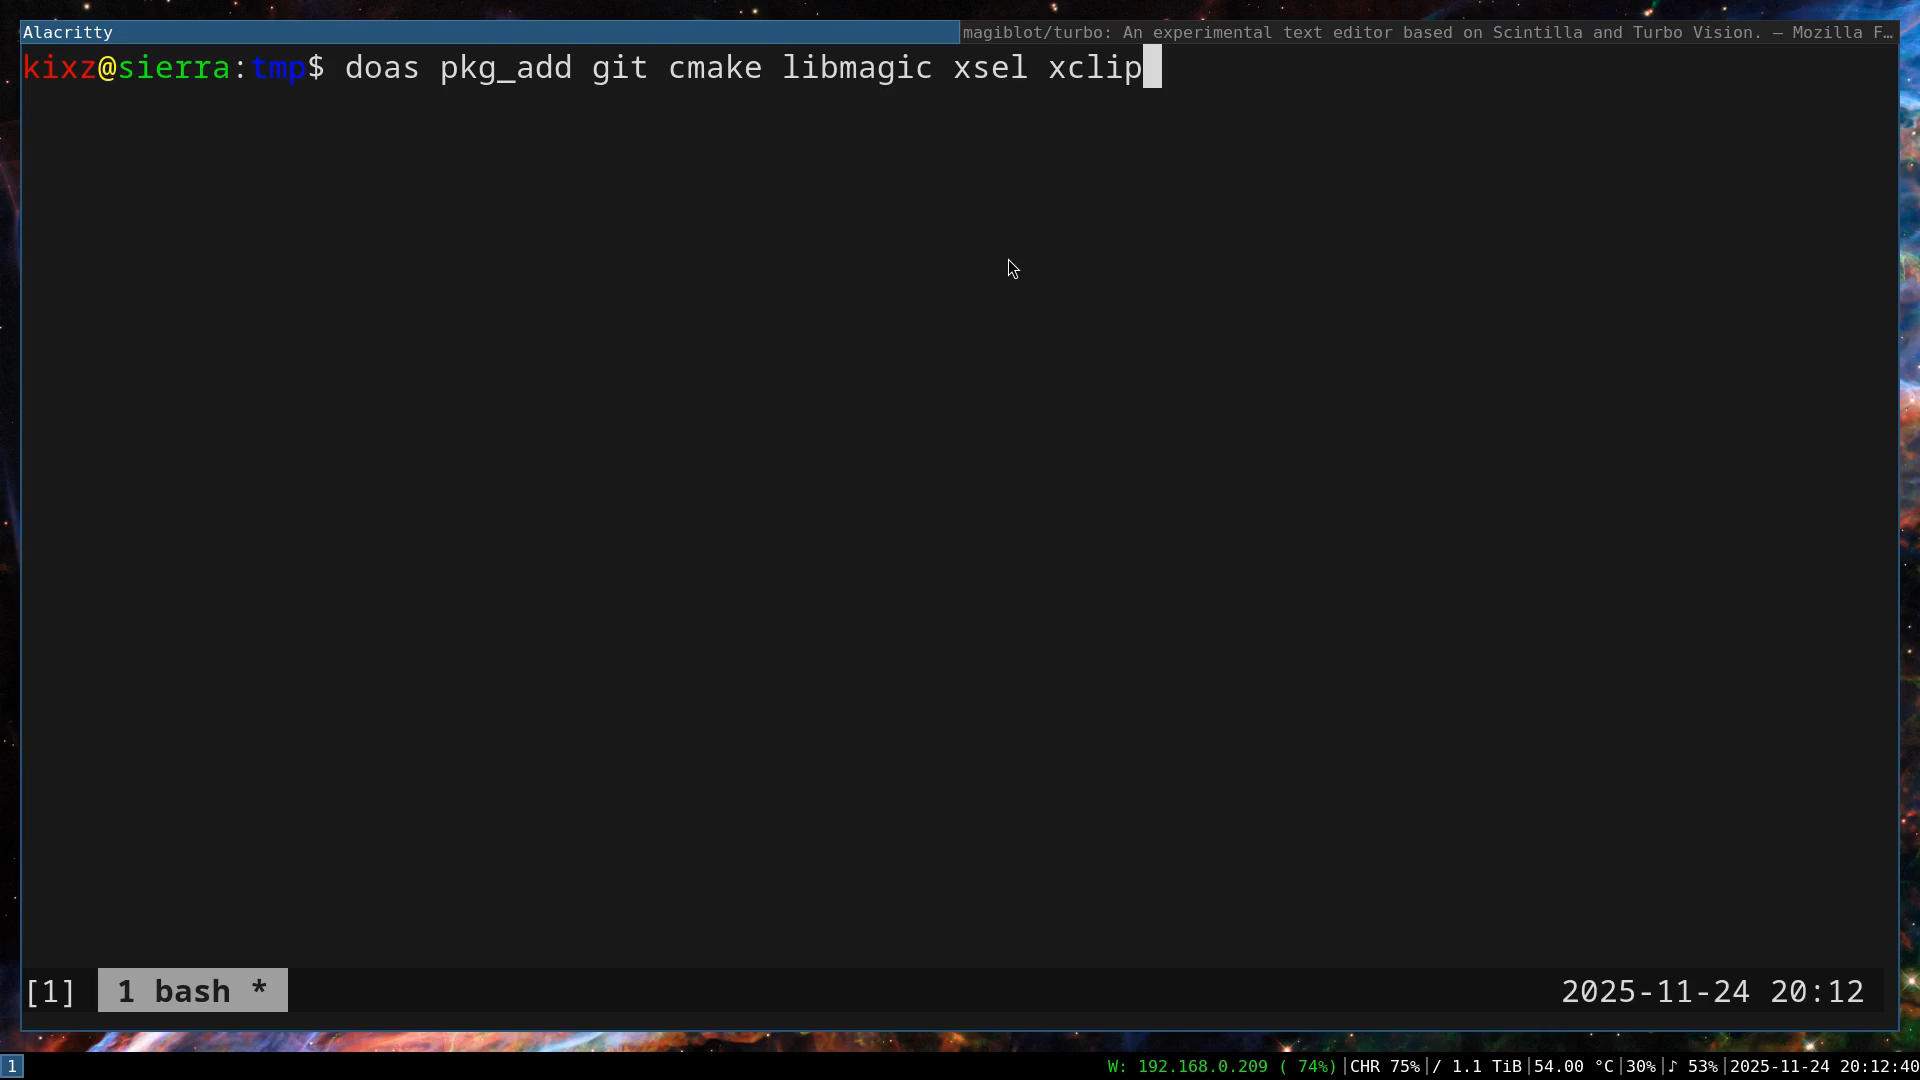 Alacritty
magiblot/turbo: An experimental text editor based on Scintilla and Turbo Vision. — Mozilla F…
kixz@sierra:tmp$ doas pkg_add git cmake libmagic xsel xclip
[1] 1 bash * 2025-11-24 20:12
1 W: 192.168.0.209 ( 74%)|CHR 75%|/ 1.1 TiB|54.00 °C|30%|♪ 53%|2025-11-24 20:12:40